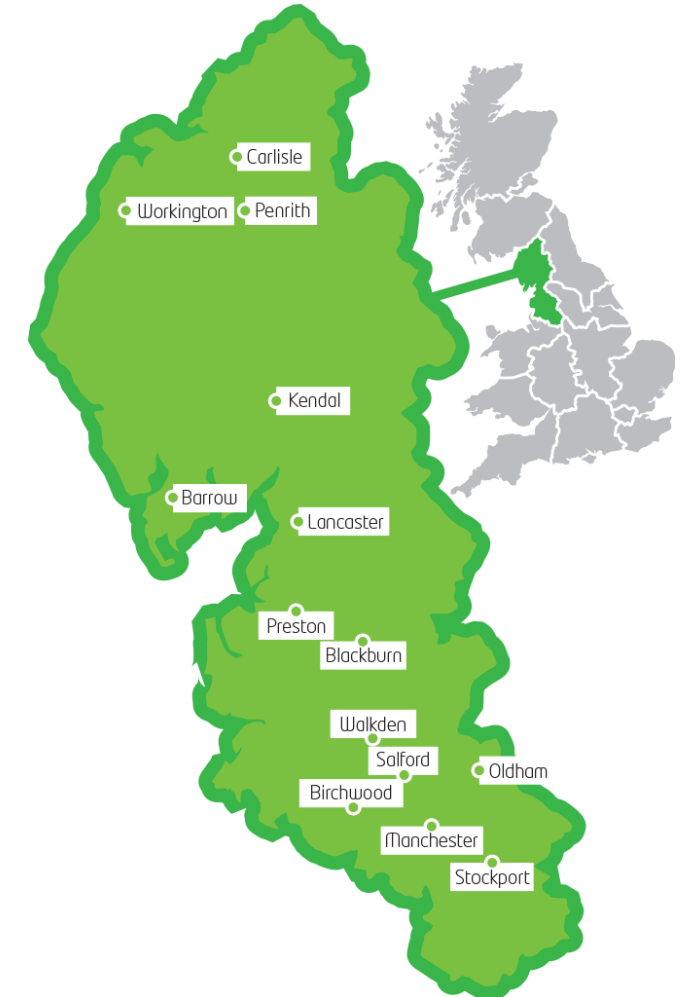 Carlisle
Workington
Penrith
Kendal
Barrow
Lancaster
Preston
Blackburn
Walkden
Salford
Oldham
Birchwood
Manchester
Stockport